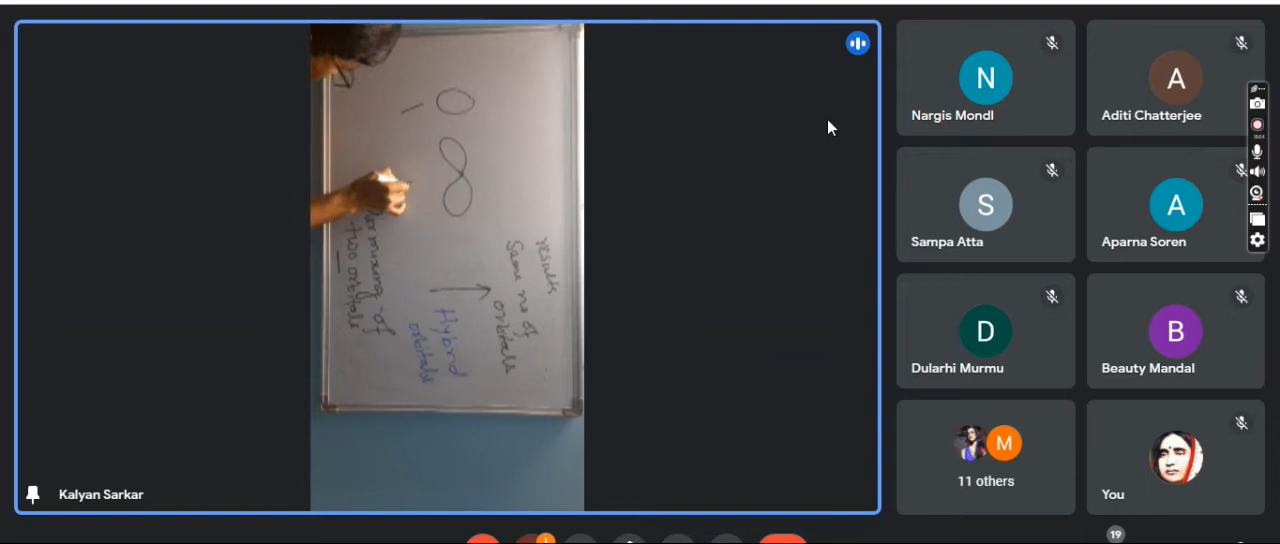 Nargis Mondl
Aditi Chatterjee
Sampa Atta
Aparna Soren
Dularhi Murmu
Beauty Mandal
11 others
You
Kalyan Sarkar
N
A
S
A
D
B
M
19
results
Same no of
orbitals
Hybrid
orbitals
mixing of
two orbitals